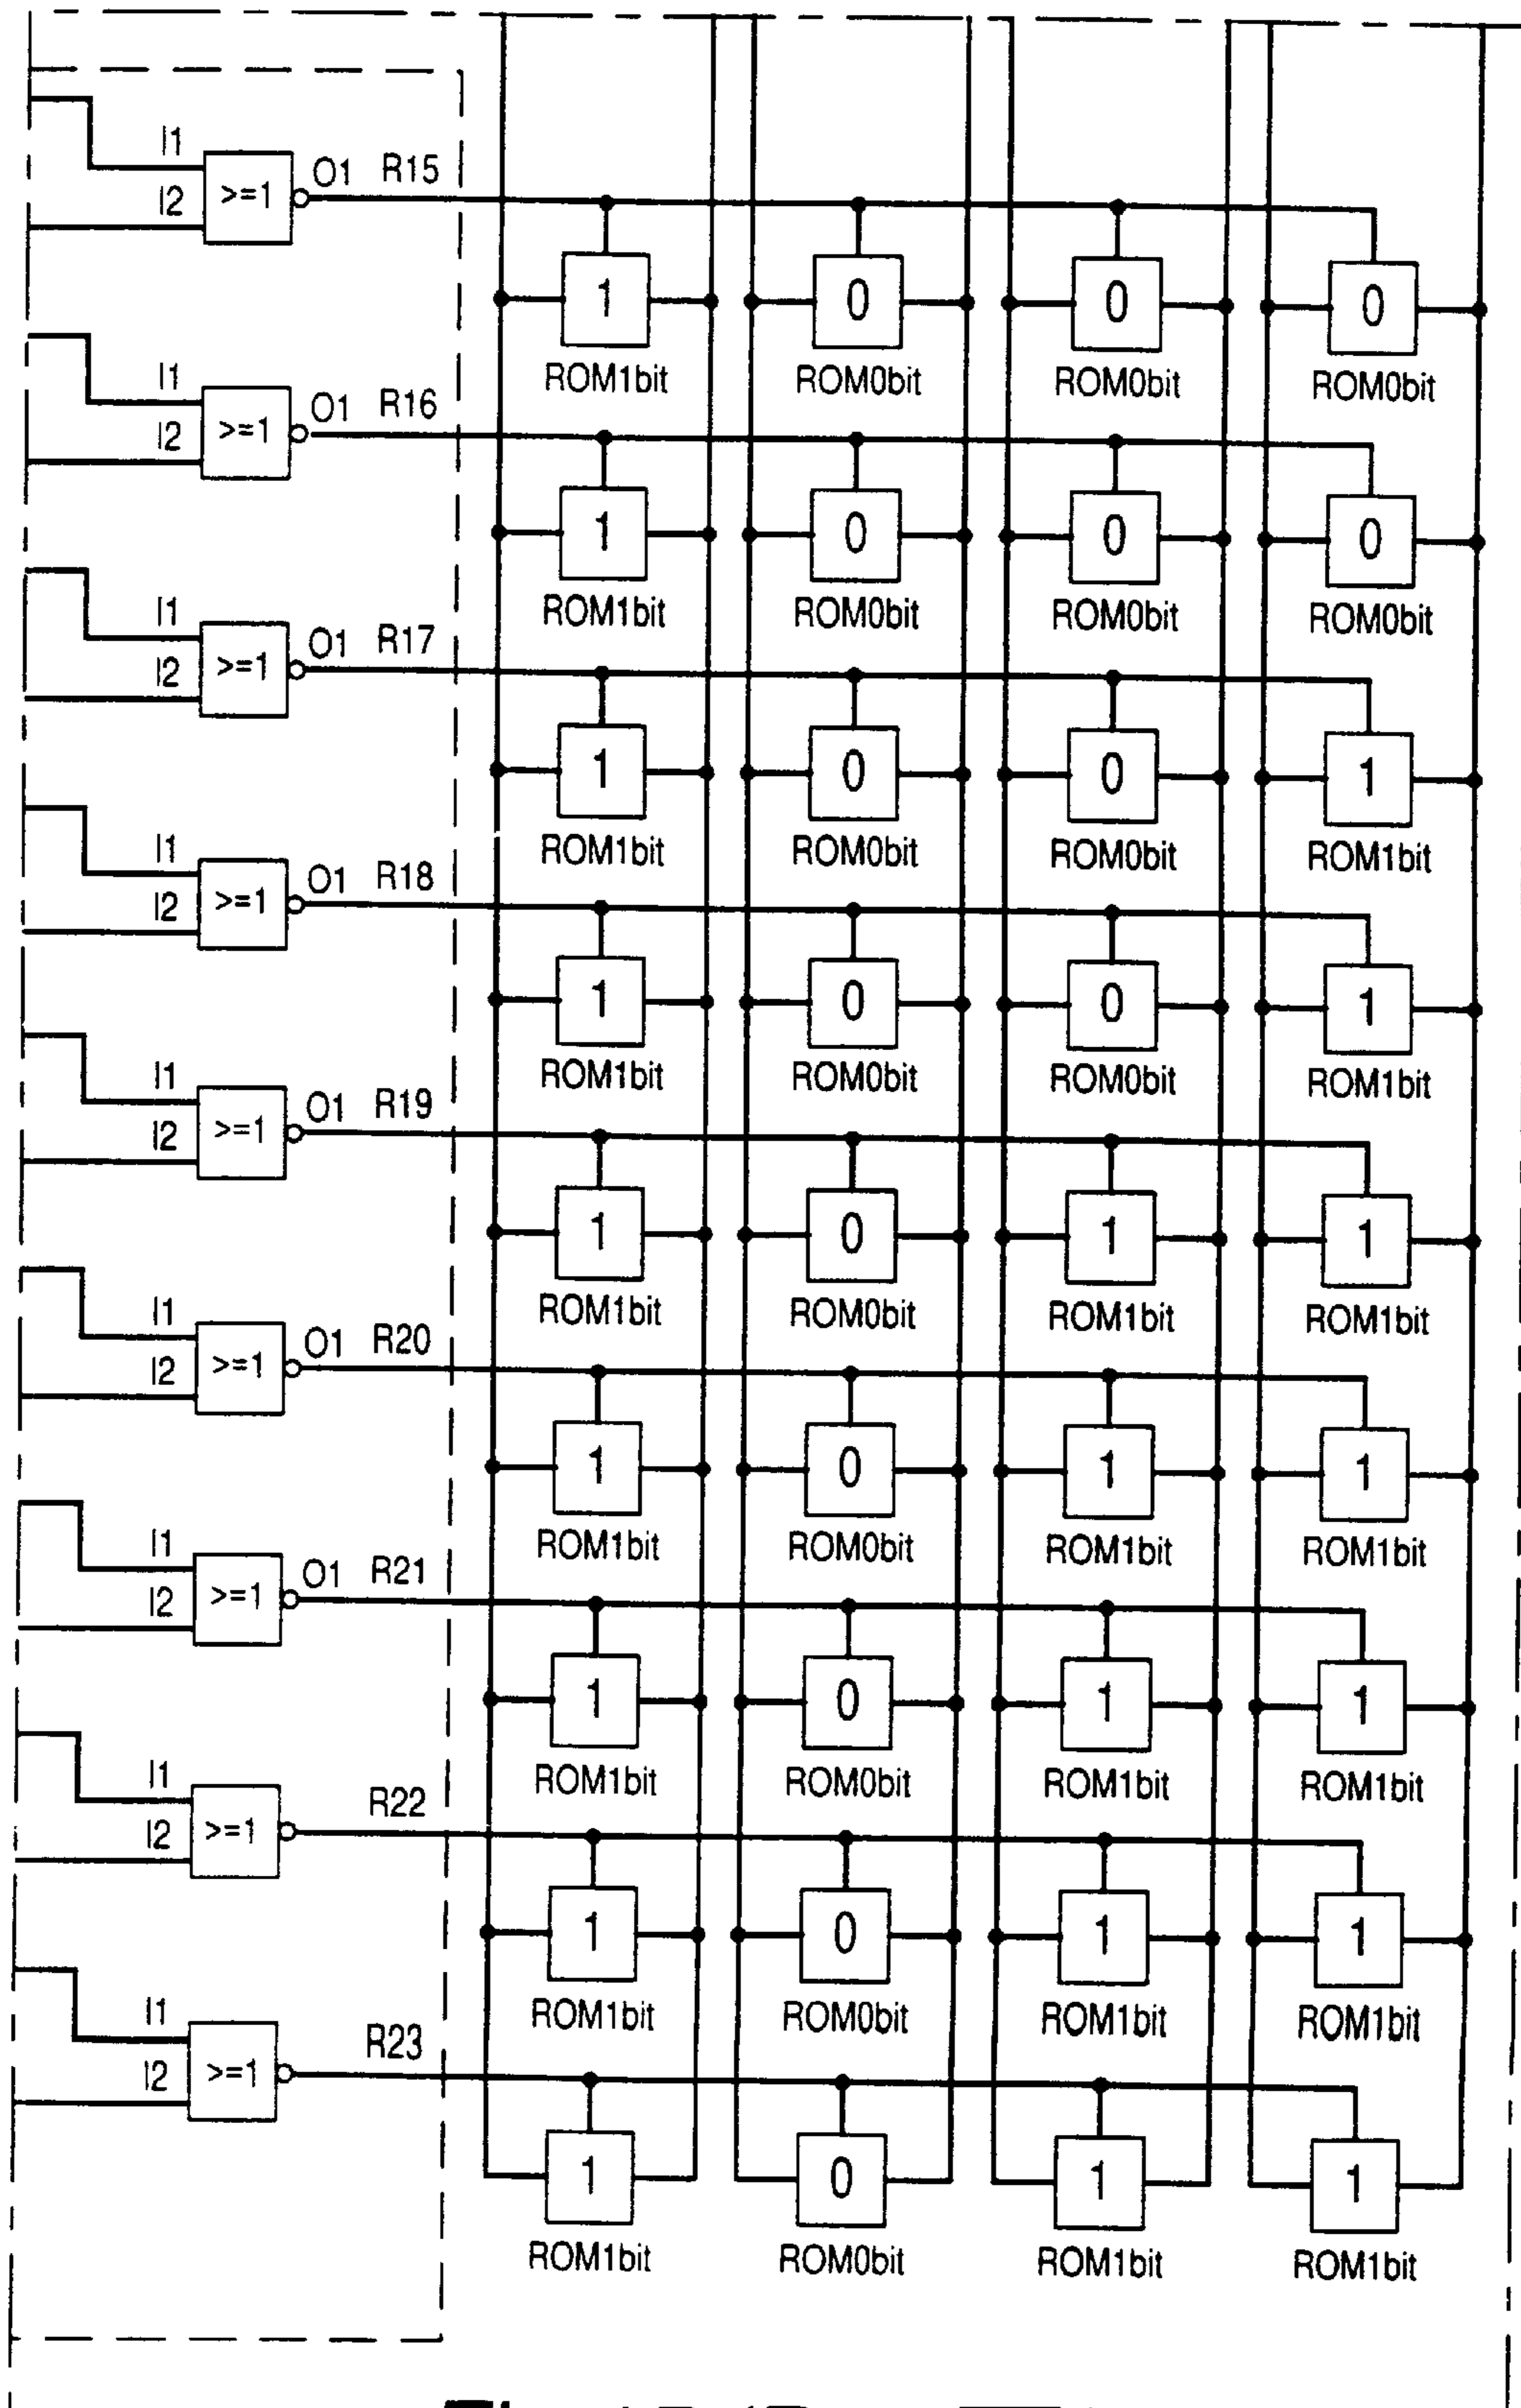 I1
I2
>=1
O1 R15
1 0 0 0
ROM1bit ROM0bit ROM0bit ROM0bit
I1
I2
>=1
O1 R16
1 0 0 0
ROM1bit ROM0bit ROM0bit ROM0bit
I1
I2
>=1
O1 R17
1 0 0 1
ROM1bit ROM0bit ROM0bit ROM1bit
I1
I2
>=1
O1 R18
1 0 0 1
ROM1bit ROM0bit ROM0bit ROM1bit
I1
I2
>=1
O1 R19
1 0 1 1
ROM1bit ROM0bit ROM1bit ROM1bit
I1
I2
>=1
O1 R20
1 0 1 1
ROM1bit ROM0bit ROM1bit ROM1bit
I1
I2
>=1
O1 R21
1 0 1 1
ROM1bit ROM0bit ROM1bit ROM1bit
I1
I2
>=1
R22
1 0 1 1
ROM1bit ROM0bit ROM1bit ROM1bit
I1
I2
>=1
R23
1 0 1 1
ROM1bit ROM0bit ROM1bit ROM1bit